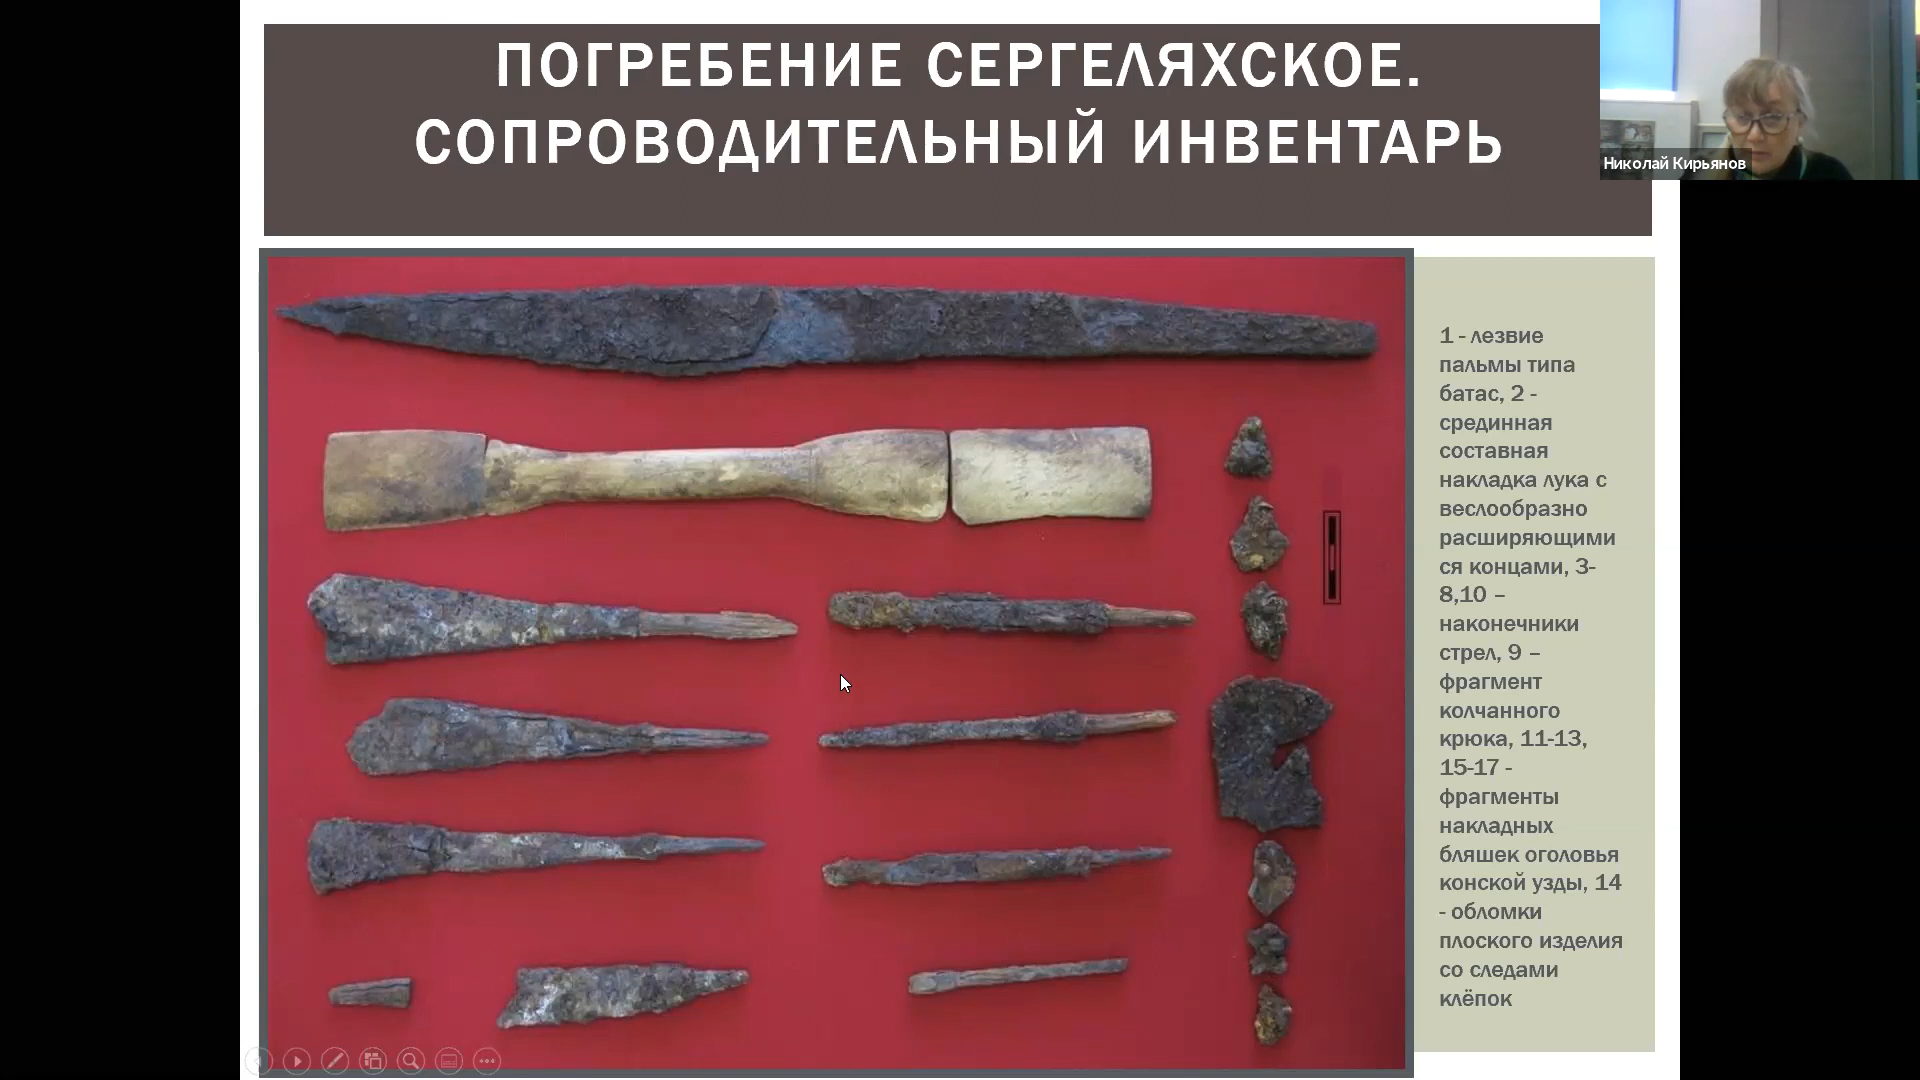 ПОГРЕБЕНИЕ СЕРГЕЛЯХСКОЕ.
СОПРОВОДИТЕЛЬНЫЙ ИНВЕНТАРЬ
Николай Кирьянов
1 - лезвие
пальмы типа
батас, 2 -
срединная
составная
накладка лука с
веслообразно
расширяющими
ся концами, 3-
8,10 –
наконечники
стрел, 9 –
фрагмент
колчанного
крюка, 11-13,
15-17 -
фрагменты
накладных
бляшек оголовья
конской узды, 14
- обломки
плоского изделия
со следами
клёпок